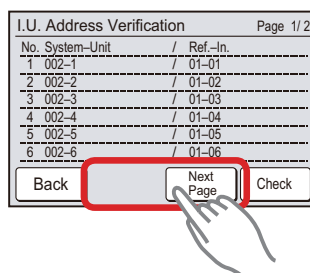 I.U. Address Verification Page 1/2
No. System–Unit / Ref.–In.
1 002–1 / 01–01
2 002–2 / 01–02
3 002–3 / 01–03
4 002–4 / 01–04
5 002–5 / 01–05
6 002–6 / 01–06
Back Next Page Check